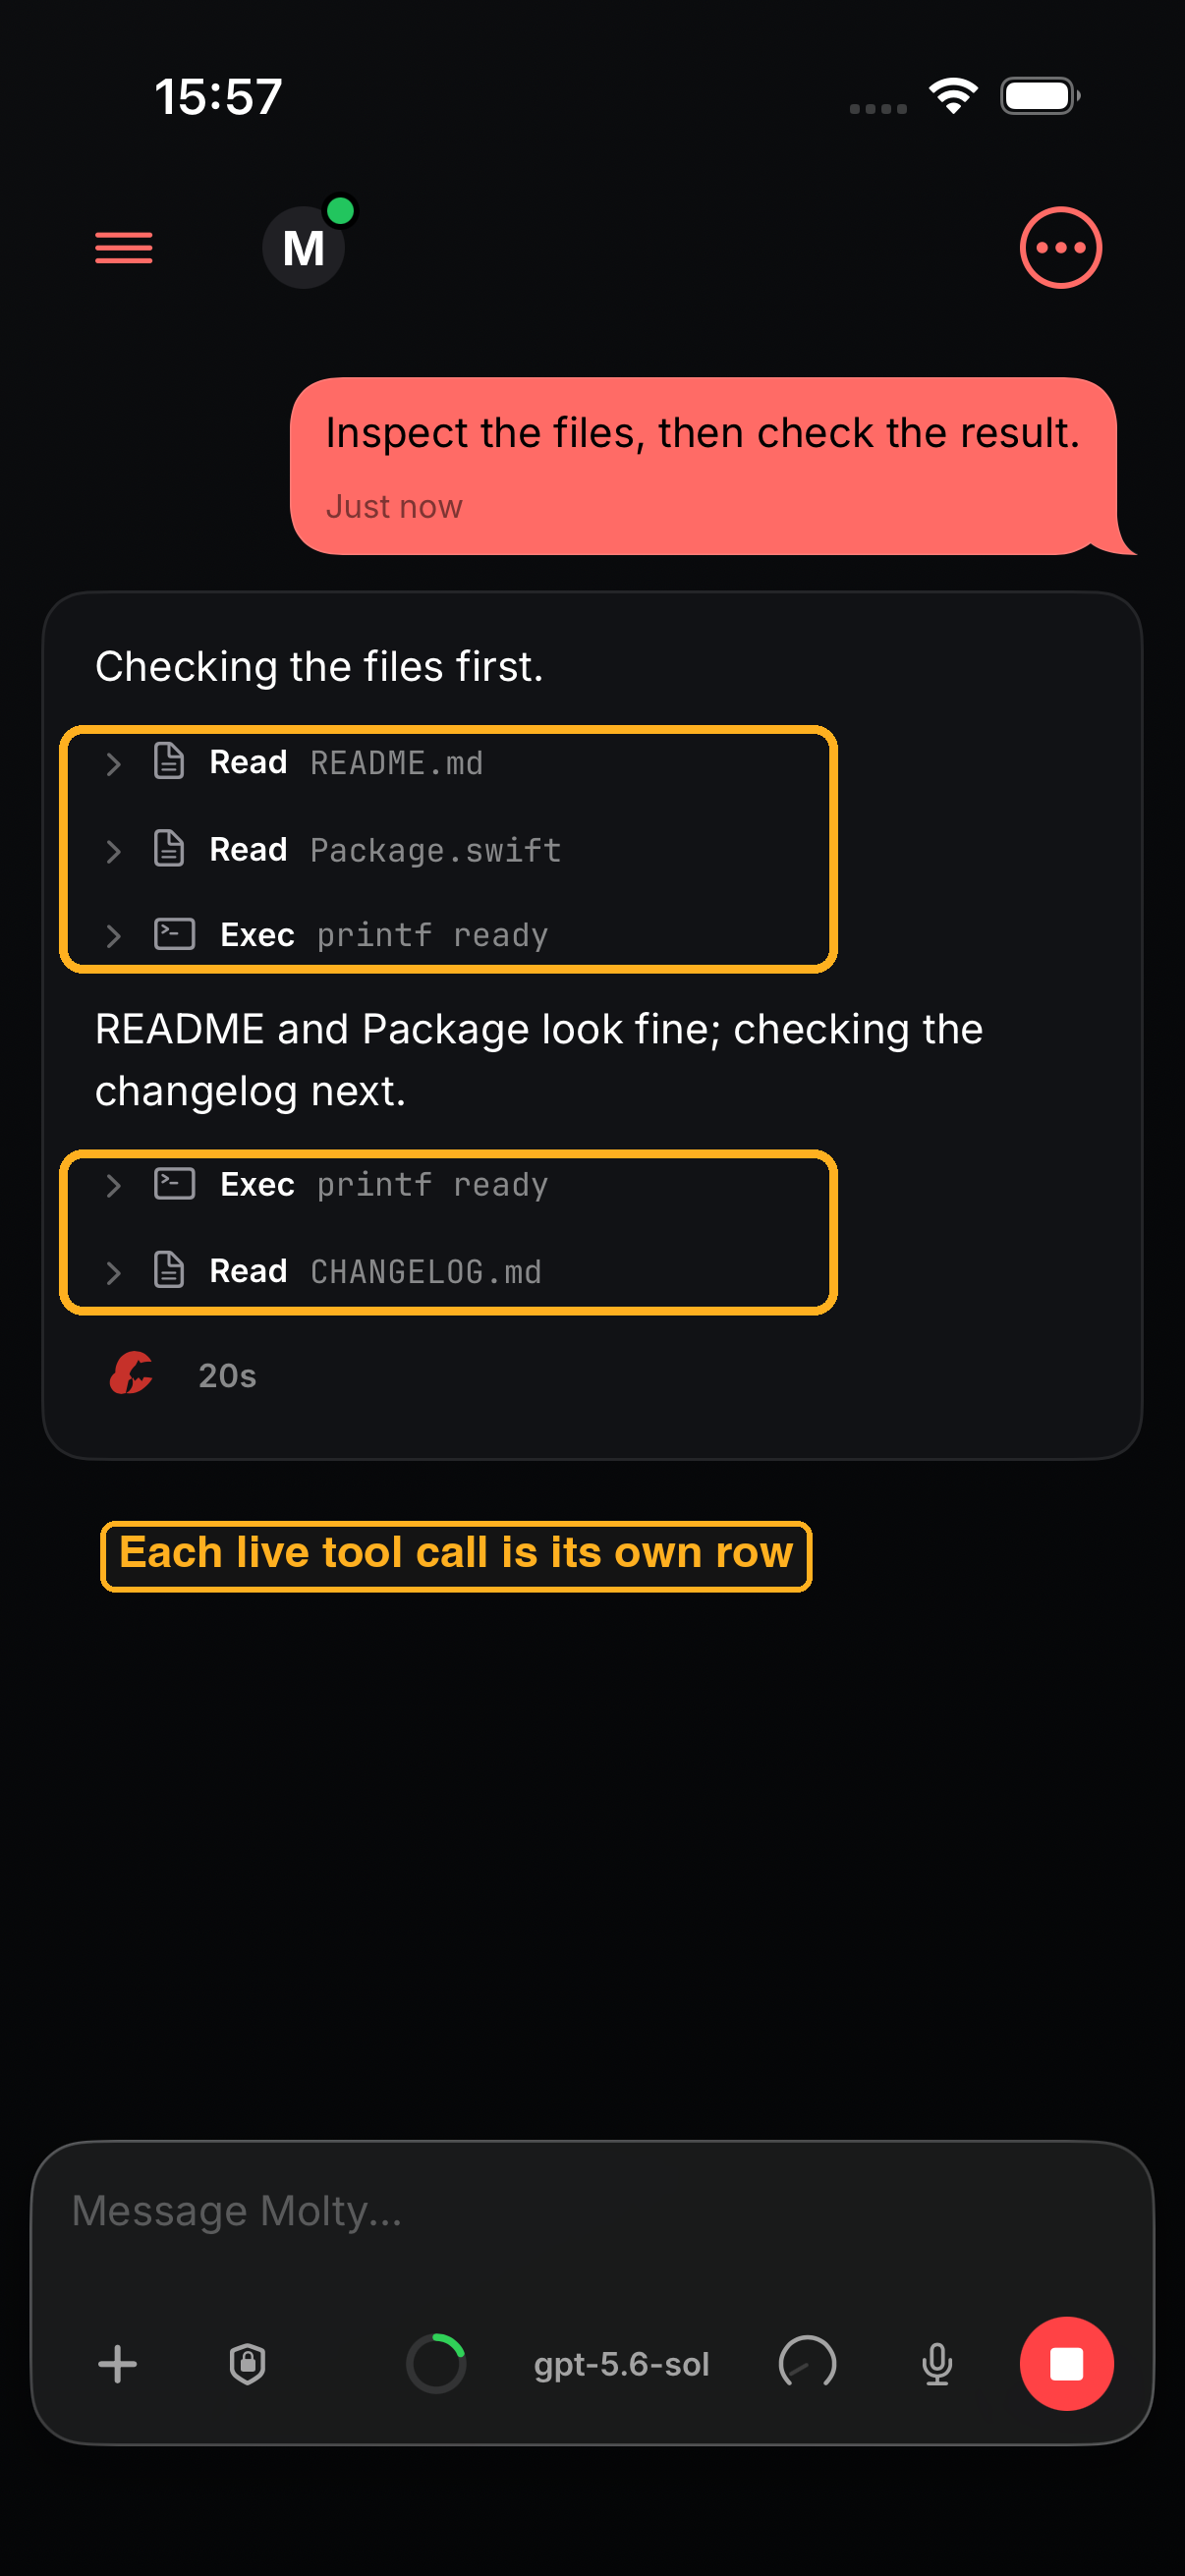 15:57
M
Inspect the files, then check the result.
Just now
Checking the files first.
Read README.md
Read Package.swift
Exec printf ready
README and Package look fine; checking the
changelog next.
Exec printf ready
Read CHANGELOG.md
20s
Each live tool call is its own row
Message Molty...
gpt-5.6-sol